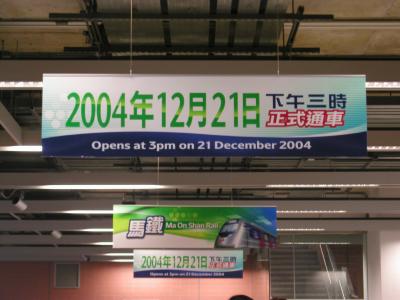 2004年12月21日 下午三時
正式通車
Opens at 3pm on 21 December 2004
馬鐵
Ma On Shan Rail
2004年12月21日 下午三時
正式通車
Opens at 3pm on 21 December 2004